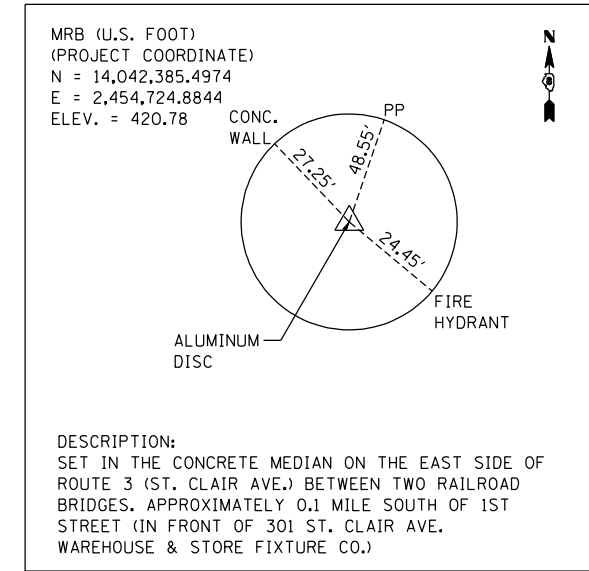 MRB (U.S. FOOT)
(PROJECT COORDINATE)
N = 14,042,385.4974
E = 2,454,724.8844
ELEV. = 420.78
N
CONC.
WALL
PP
27.25'
48.55'
24.45'
FIRE
HYDRANT
ALUMINUM
DISC
DESCRIPTION:
SET IN THE CONCRETE MEDIAN ON THE EAST SIDE OF
ROUTE 3 (ST. CLAIR AVE.) BETWEEN TWO RAILROAD
BRIDGES. APPROXIMATELY 0.1 MILE SOUTH OF 1ST
STREET (IN FRONT OF 301 ST. CLAIR AVE.
WAREHOUSE & STORE FIXTURE CO.)